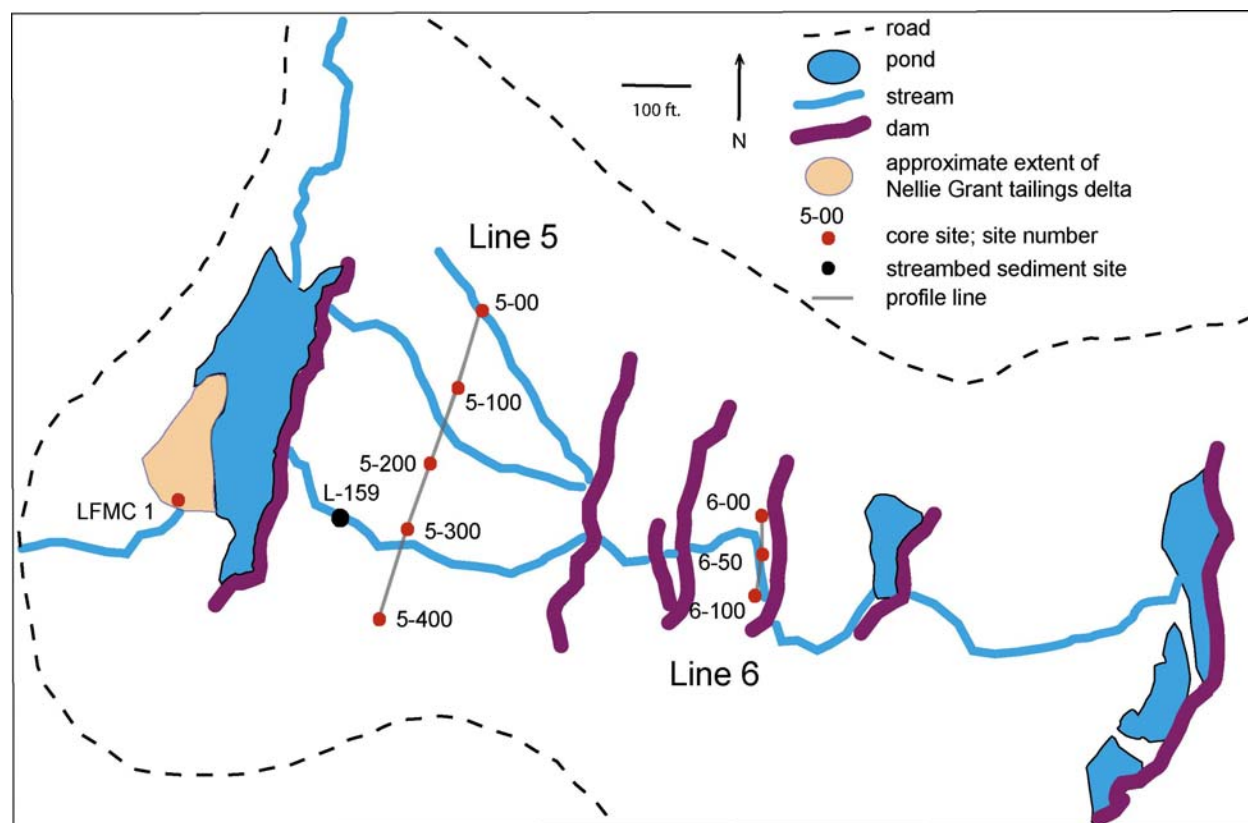 road
pond
stream
dam
approximate extent of
Nellie Grant tailings delta
5-00
core site; site number
streambed sediment site
profile line
100 ft.
N
Line 5
5-00
5-100
5-200
L-159
5-300
5-400
LFMC 1
6-00
6-50
6-100
Line 6